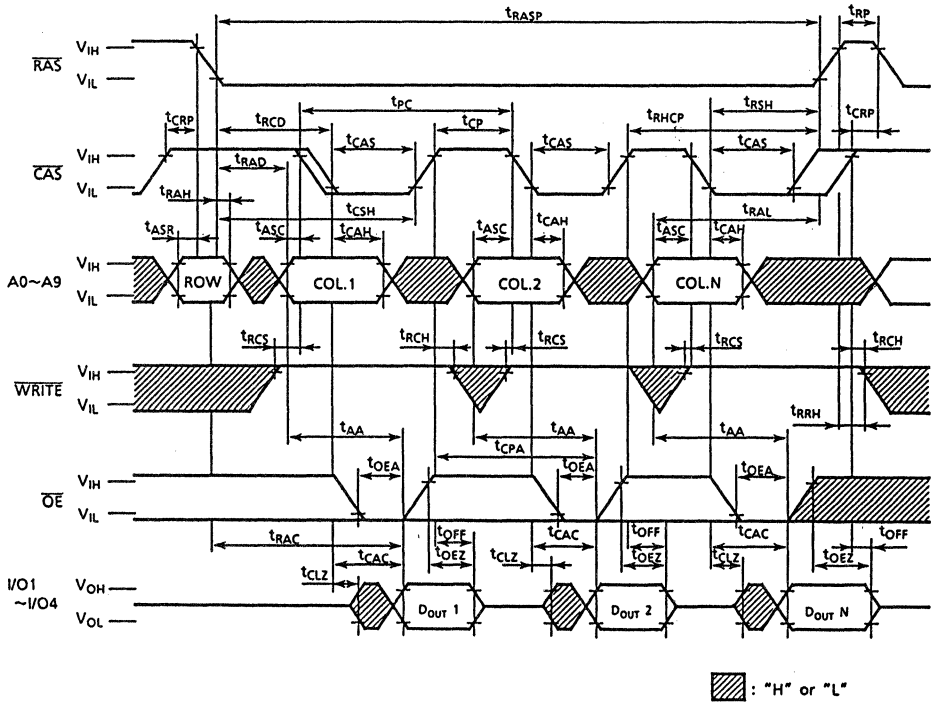 tRASP
tRP
VIH
RAS
VIL
tCRP
tRCD
tPC
tCP
tRHCP
tRSH
tCRP
tCAS
tCAS
tCAS
VIH
CAS
VIL
tRAD
tRAH
tCSH
tRAL
tASR
tASC
tCAH
tASC
tCAH
tASC
tCAH
VIH
A0~A9
VIL
ROW
COL.1
COL.2
COL.N
tRCS
tRCH
tRCS
tRCS
tRCH
VIH
WRITE
VIL
tRRH
tAA
tAA
tAA
tCPA
tOEA
tOEA
tOEA
VIH
OE
VIL
tRAC
tOFF
tCAC
tOFF
tCAC
tOFF
tCAC
tOEZ
tOEZ
tOEZ
tCLZ
tCLZ
tCLZ
I/O1
~I/O4
VOH
VOL
DOUT 1
DOUT 2
DOUT N
: "H" or "L"